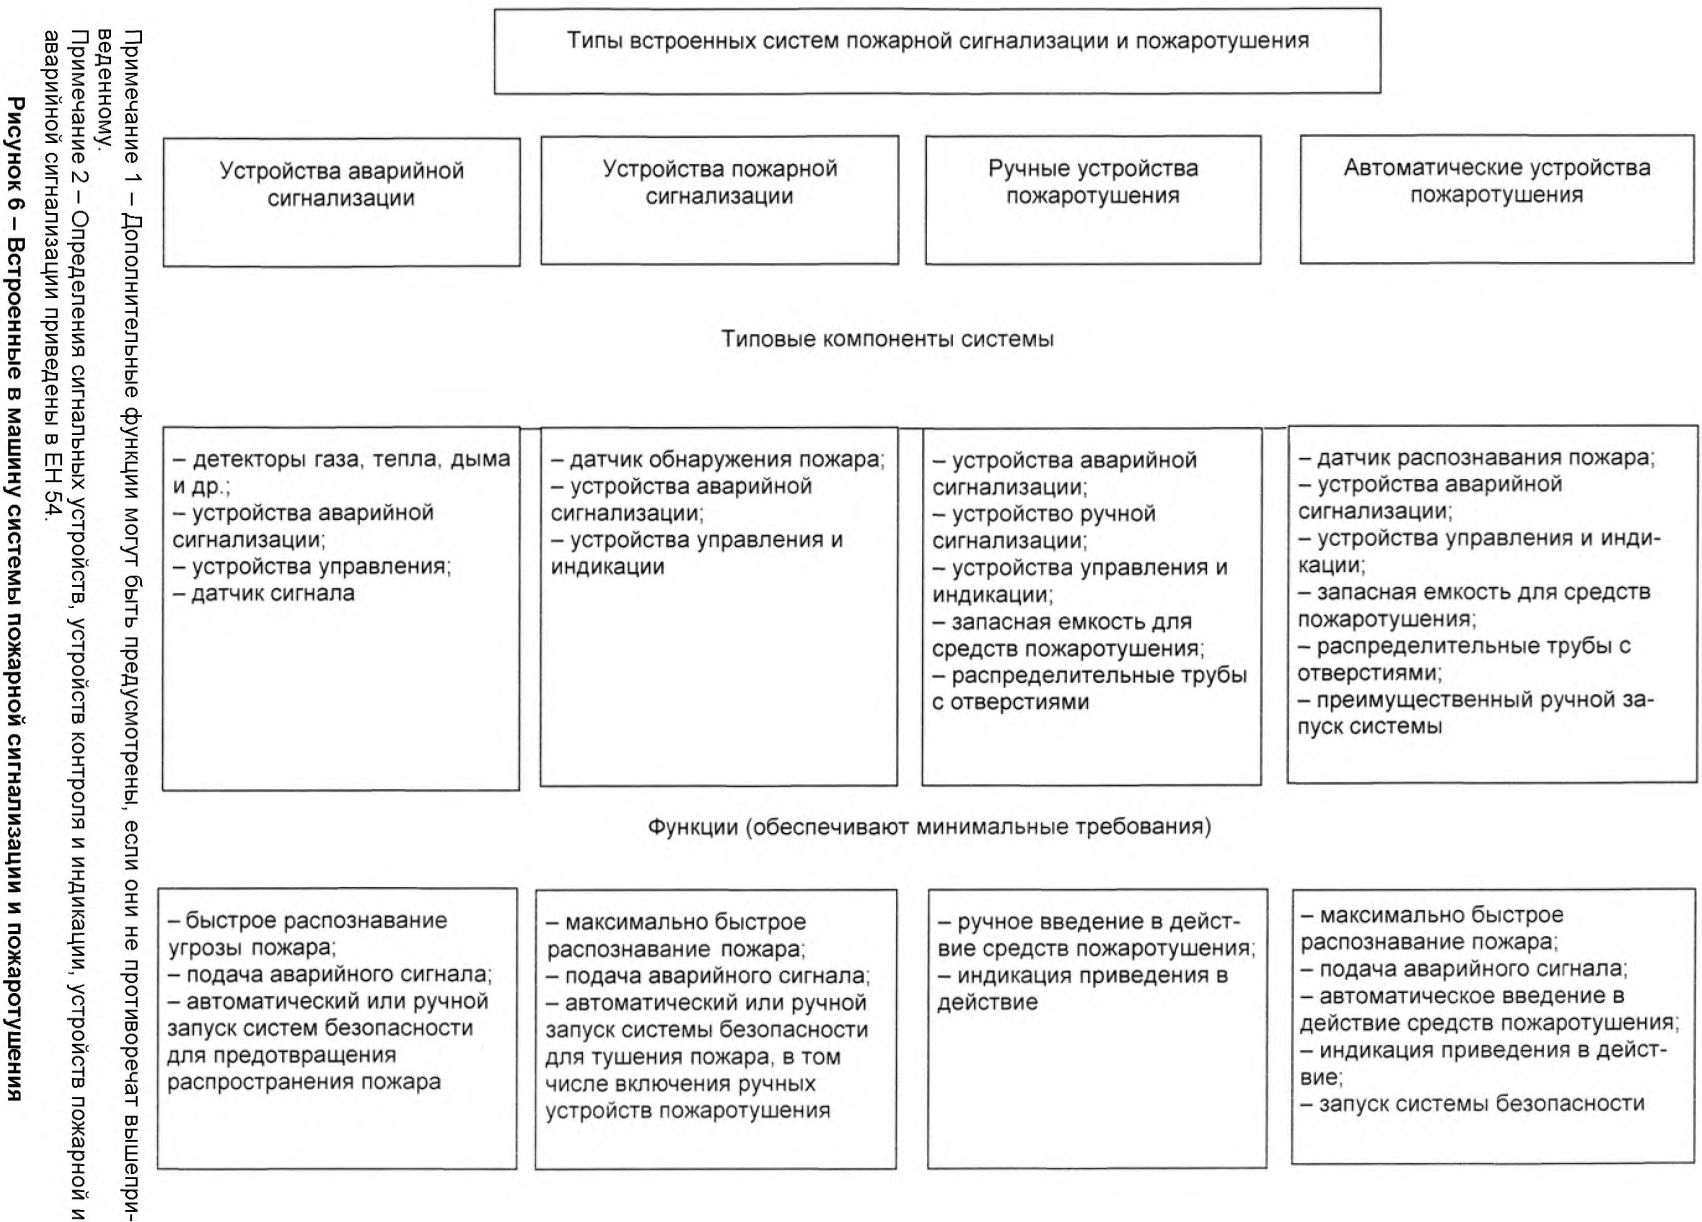 Типы встроенных систем пожарной сигнализации и пожаротушения
Устройства аварийной
сигнализации
Устройства пожарной
сигнализации
Ручные устройства
пожаротушения
Автоматические устройства
пожаротушения
Типовые компоненты системы
– детекторы газа, тепла, дыма
и др.;
– устройства аварийной
сигнализации;
– устройства управления;
– датчик сигнала
– датчик обнаружения пожара;
– устройства аварийной
сигнализации;
– устройства управления и
индикации
– устройства аварийной
сигнализации;
– устройство ручной
сигнализации;
– устройства управления и
индикации;
– запасная емкость для
средств пожаротушения;
– распределительные трубы
с отверстиями
– датчик распознавания пожара;
– устройства аварийной
сигнализации;
– устройства управления и инди-
кации;
– запасная емкость для средств
пожаротушения;
– распределительные трубы с
отверстиями;
– преимущественный ручной за-
пуск системы
Функции (обеспечивают минимальные требования)
– быстрое распознавание
угрозы пожара;
– подача аварийного сигнала;
– автоматический или ручной
запуск систем безопасности
для предотвращения
распространения пожара
– максимально быстрое
распознавание пожара;
– подача аварийного сигнала;
– автоматический или ручной
запуск системы безопасности
для тушения пожара, в том
числе включения ручных
устройств пожаротушения
– ручное введение в дейст-
вие средств пожаротушения;
– индикация приведения в
действие
– максимально быстрое
распознавание пожара;
– подача аварийного сигнала;
– автоматическое введение в
действие средств пожаротушения;
– индикация приведения в дейст-
вие;
– запуск системы безопасности
Примечание 1 – Дополнительные функции могут быть предусмотрены, если они не противоречат вышепри-
веденному.
Примечание 2 – Определения сигнальных устройств, устройств контроля и индикации, устройств пожарной и
аварийной сигнализации приведены в ЕН 54.
Рисунок 6 – Встроенные в машину системы пожарной сигнализации и пожаротушения